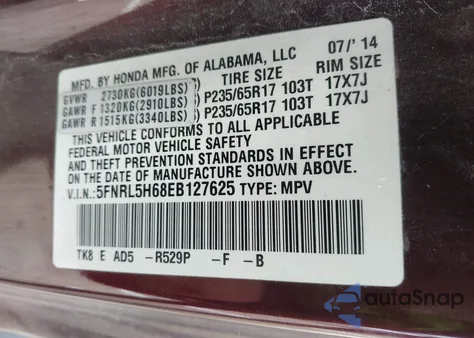 MFD. BY HONDA MFG. OF ALABAMA, LLC 07/'14
TIRE SIZE RIM SIZE
GVWR 2730KG(6019LBS)
GAWR F 1320KG(2910LBS) P235/65R17 103T 17X7J
GAWR R 1515KG(3340LBS) P235/65R17 103T 17X7J
THIS VEHICLE CONFORMS TO ALL APPLICABLE
FEDERAL MOTOR VEHICLE SAFETY
AND THEFT PREVENTION STANDARDS IN EFFECT
ON THE DATE OF MANUFACTURE SHOWN ABOVE.
V.I.N.: 5FNRL5H68EB127625 TYPE: MPV
TK8 E AD5 -R529P -F -B
autoSnap